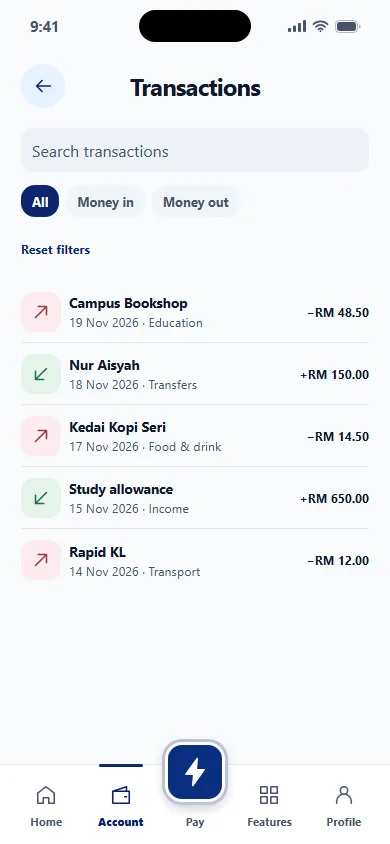 9:41
Transactions
Search transactions
All
Money in
Money out
Reset filters
Campus Bookshop
19 Nov 2026 · Education
−RM 48.50
Nur Aisyah
18 Nov 2026 · Transfers
+RM 150.00
Kedai Kopi Seri
17 Nov 2026 · Food & drink
−RM 14.50
Study allowance
15 Nov 2026 · Income
+RM 650.00
Rapid KL
14 Nov 2026 · Transport
−RM 12.00
Home
Account
Pay
Features
Profile